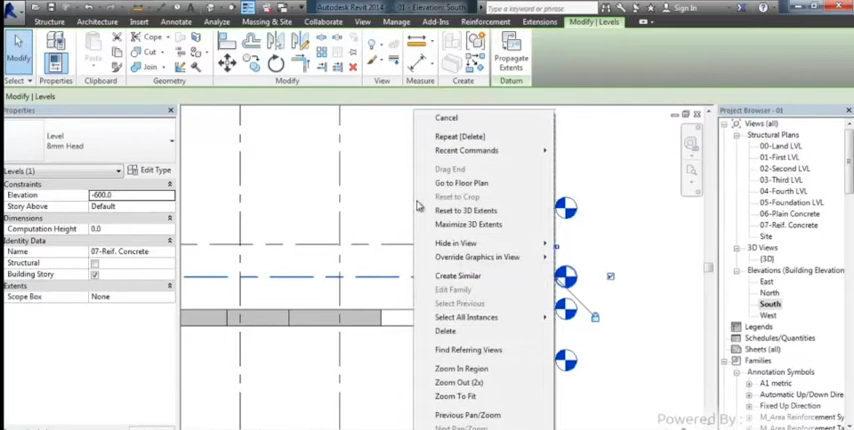 Autodesk Revit 2014 - 01 - Elevation: South
Type a keyword or phrase
Sign In
Structure Architecture Insert Annotate Analyze Massing & Site Collaborate View Manage Add-Ins Reinforcement Extensions Modify | Levels
Modify
Paste
Cope
Cut
Join
Propagate
Extents
Select Properties Clipboard Geometry Modify View Measure Create Datum
Modify | Levels
Properties
Level
8mm Head
Levels (1)
Edit Type
Constraints
Elevation -600.0
Story Above Default
Dimensions
Computation Height 0.0
Identity Data
Name 07-Reif. Concrete
Structural
Building Story
Extents
Scope Box None
Cancel
Repeat [Delete]
Recent Commands
Drag End
Go to Floor Plan
Reset to Crop
Reset to 3D Extents
Maximize 3D Extents
Hide in View
Override Graphics in View
Create Similar
Edit Family
Select Previous
Select All Instances
Delete
Find Referring Views
Zoom In Region
Zoom Out (2x)
Zoom To Fit
Previous Pan/Zoom
Next Pan/Zoom
Project Browser - 01
Views (all)
Structural Plans
00-Land LVL
01-First LVL
02-Second LVL
03-Third LVL
04-Fourth LVL
05-Foundation LVL
06-Plain Concrete
07-Reif. Concrete
Site
3D Views
{3D}
Elevations (Building Elevation
East
North
South
West
Legends
Schedules/Quantities
Sheets (all)
Families
Annotation Symbols
A1 metric
Automatic Up/Down Dire
Fixed Up Direction
M_Area Reinforcement Sy
Powered By :